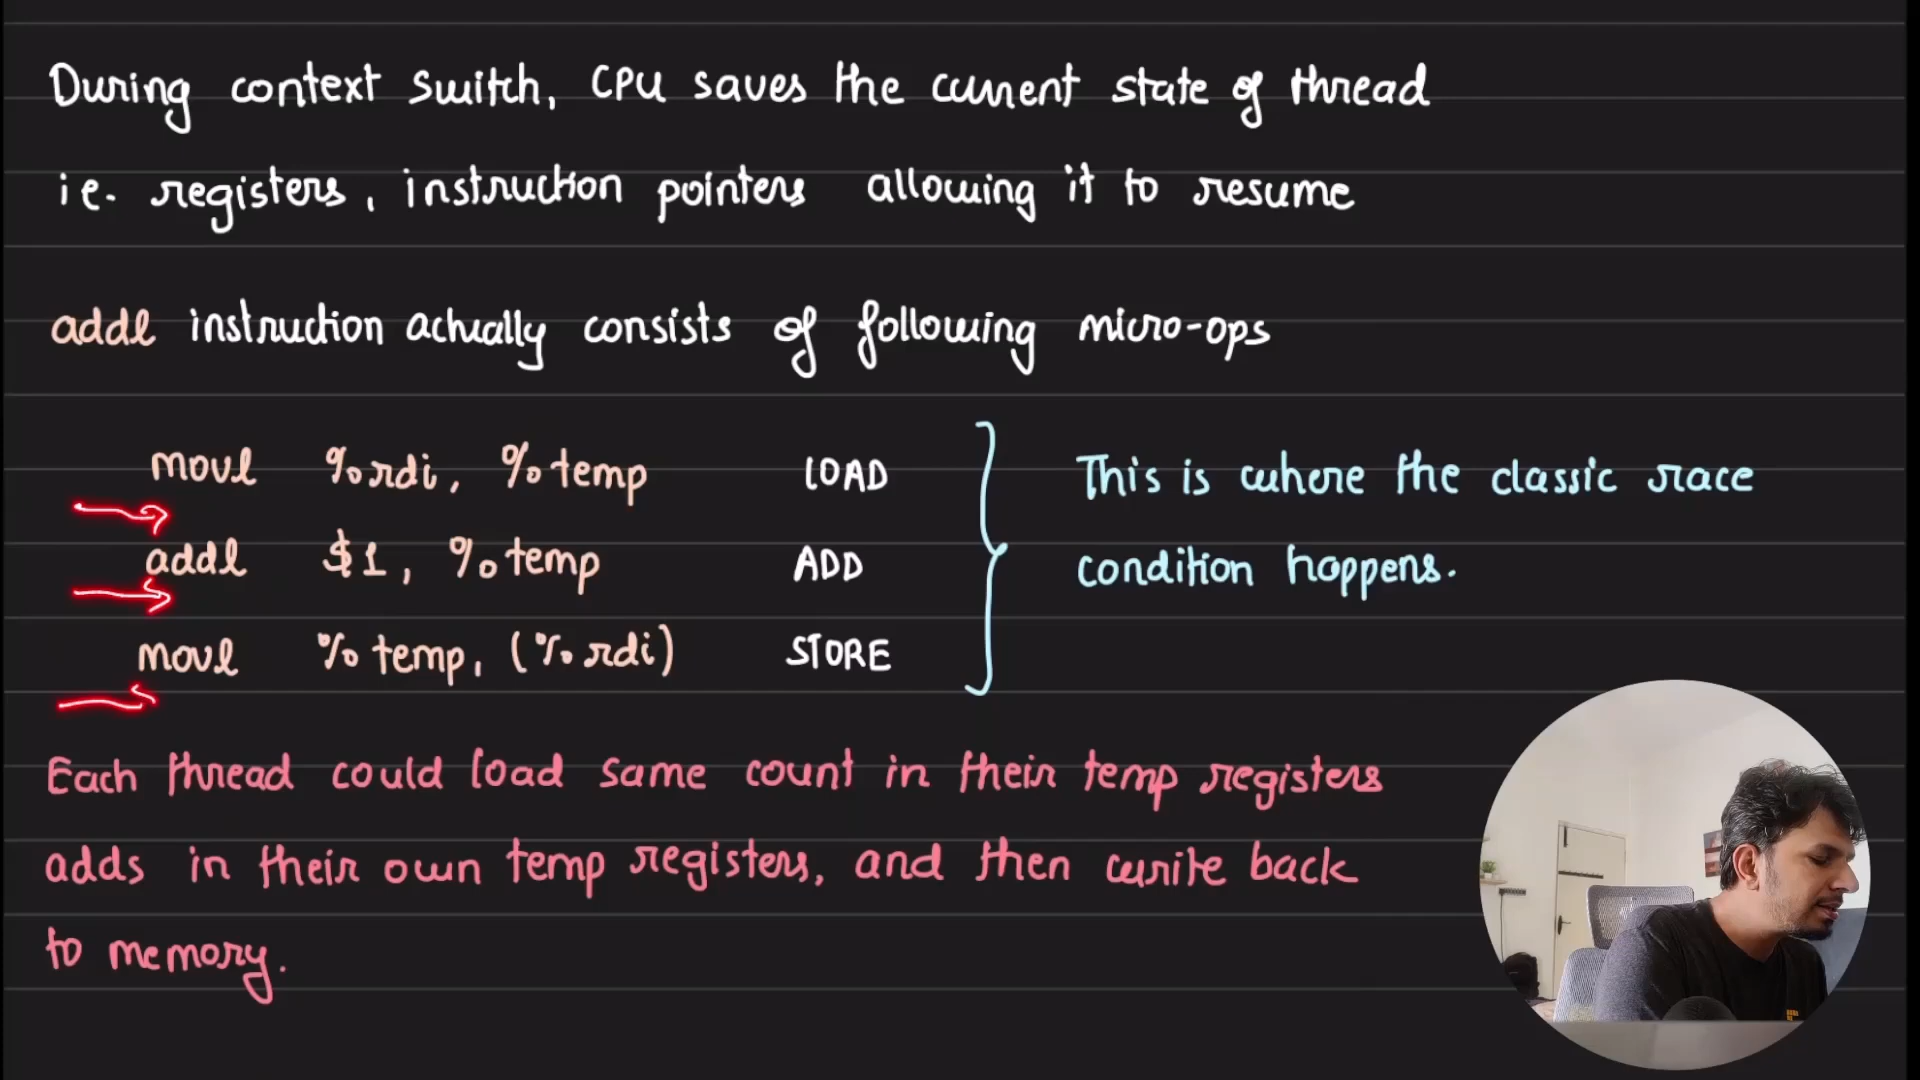 During context switch, CPU saves the current state of thread
ie. registers, instruction pointers allowing it to resume
addl instruction actually consists of following micro-ops
movl %rdi, %temp LOAD
addl $1, %temp ADD
movl %temp, (%rdi) STORE
This is where the classic race
condition happens.
Each thread could load same count in their temp registers
adds in their own temp registers, and then write back
to memory.